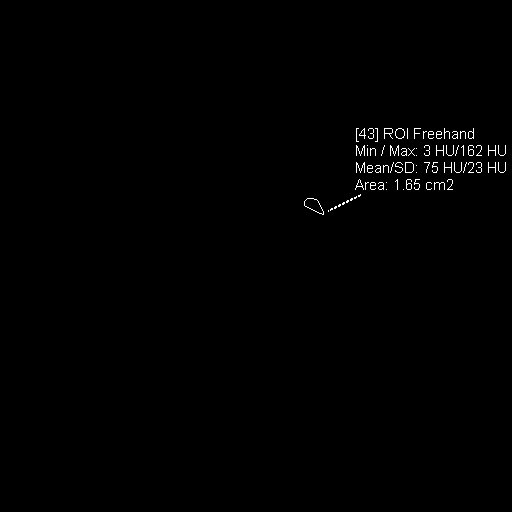 [43] ROI Freehand
Min / Max: 3 HU/162 HU
Mean/SD: 75 HU/23 HU
Area: 1.65 cm2